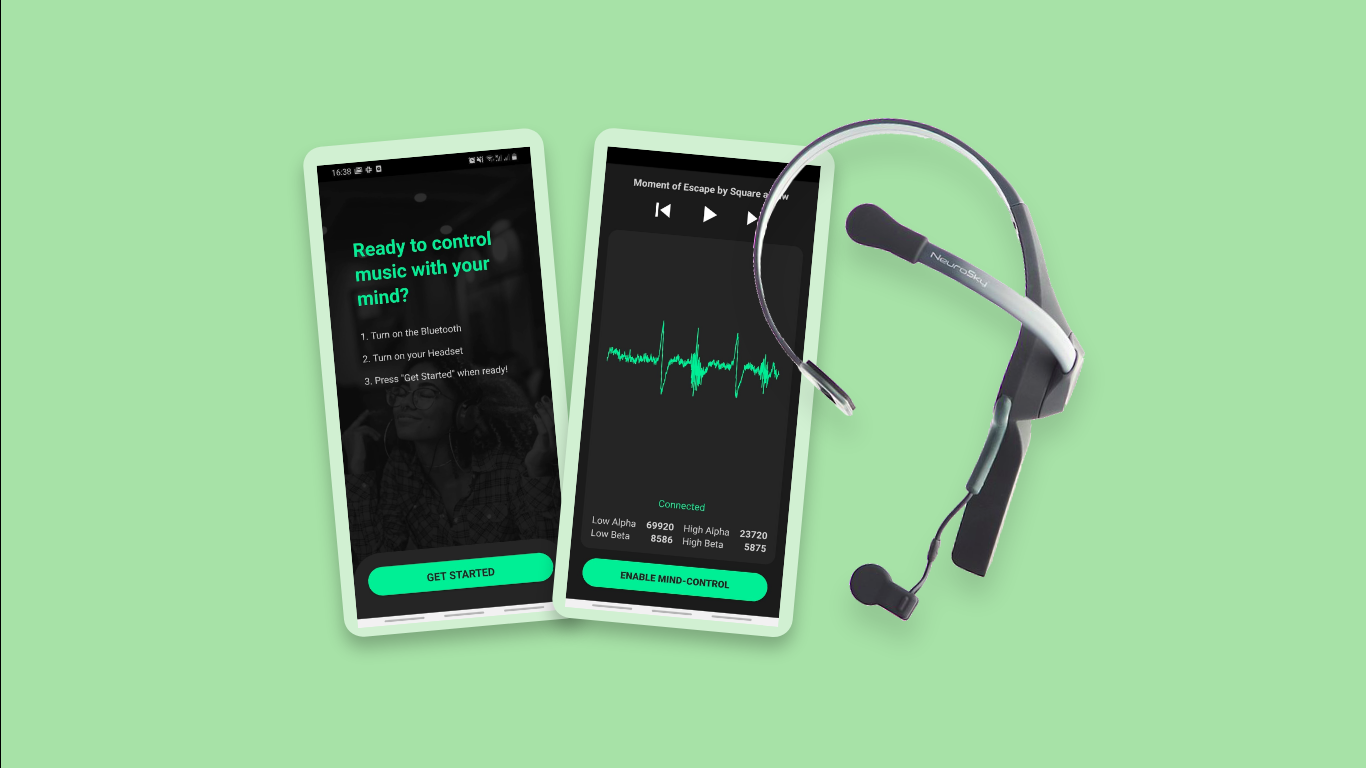 16:38
Ready to control
music with your
mind?
1. Turn on the Bluetooth
2. Turn on your Headset
3. Press "Get Started" when ready!
GET STARTED
Moment of Escape by Square a
Connected
Low Alpha 69920 High Alpha 23720
Low Beta 8586 High Beta 5875
ENABLE MIND-CONTROL
NeuroSky